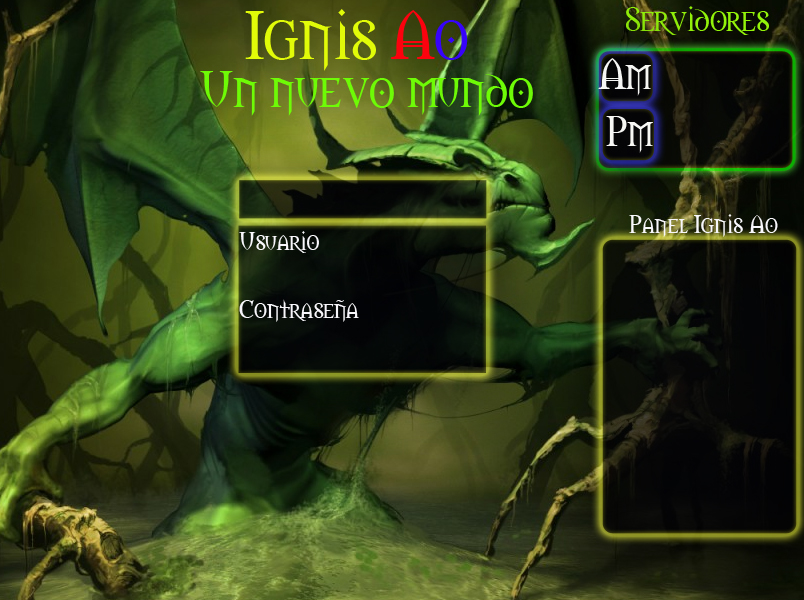 Ignis Ao
Un nuevo mundo
Servidores
Am
Pm
Panel Ignis Ao
Usuario
Contraseña